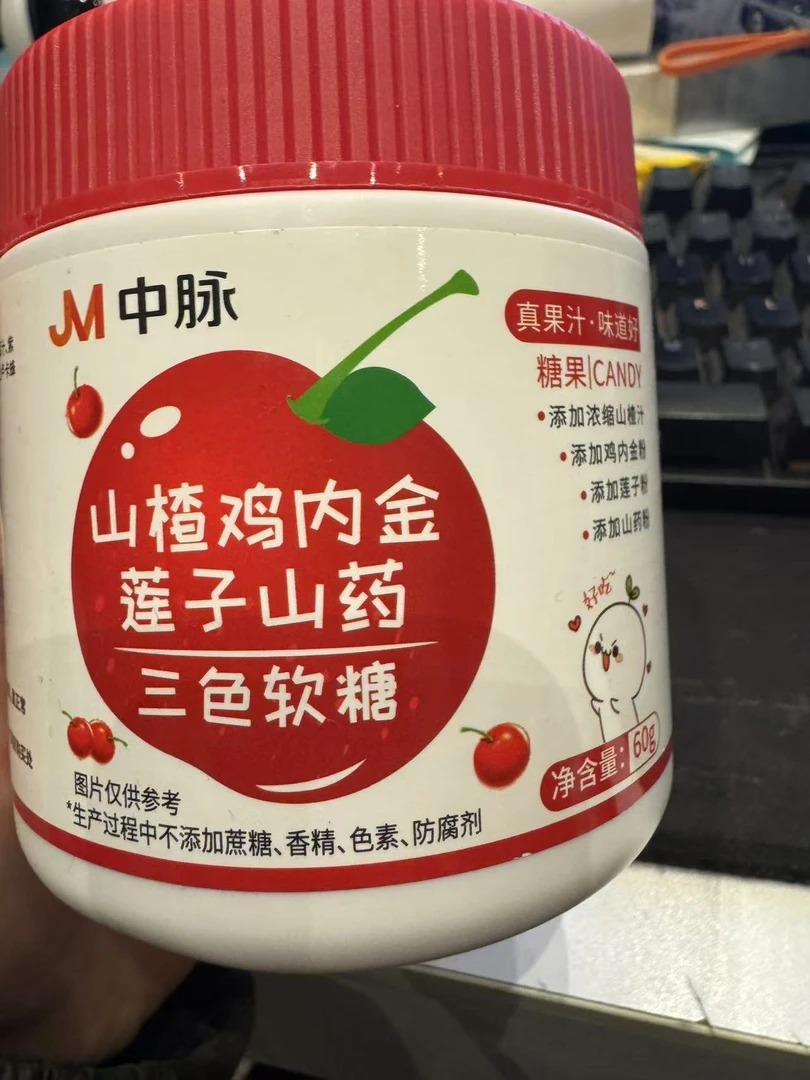 JM 中脉
真果汁·味道好
糖果|CANDY
•添加浓缩山楂汁
•添加鸡内金粉
•添加莲子粉
•添加山药粉
山楂鸡内金
莲子山药
三色软糖
好吃~
净含量：60g
图片仅供参考
*生产过程中不添加蔗糖、香精、色素、防腐剂